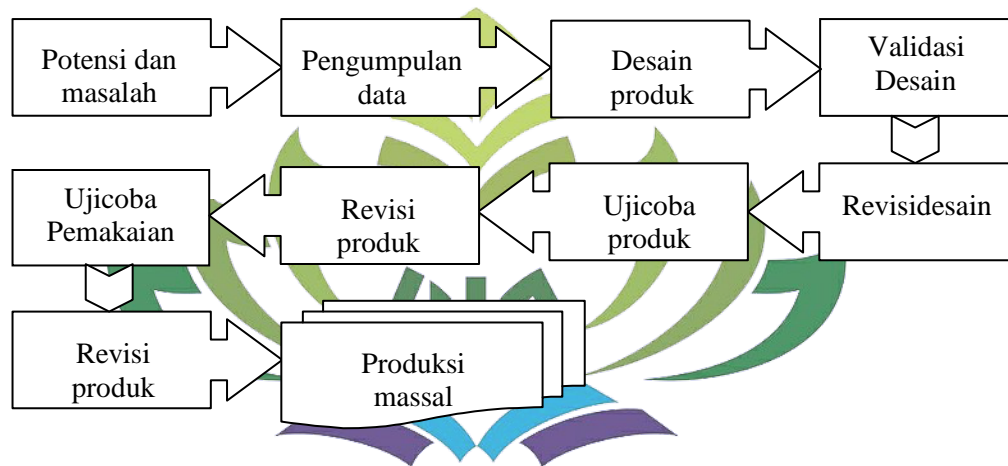 Potensi dan
masalah
Pengumpulan
data
Desain
produk
Validasi
Desain
Revisidesain
Ujicoba
produk
Revisi
produk
Ujicoba
Pemakaian
Revisi
produk
Produksi
massal